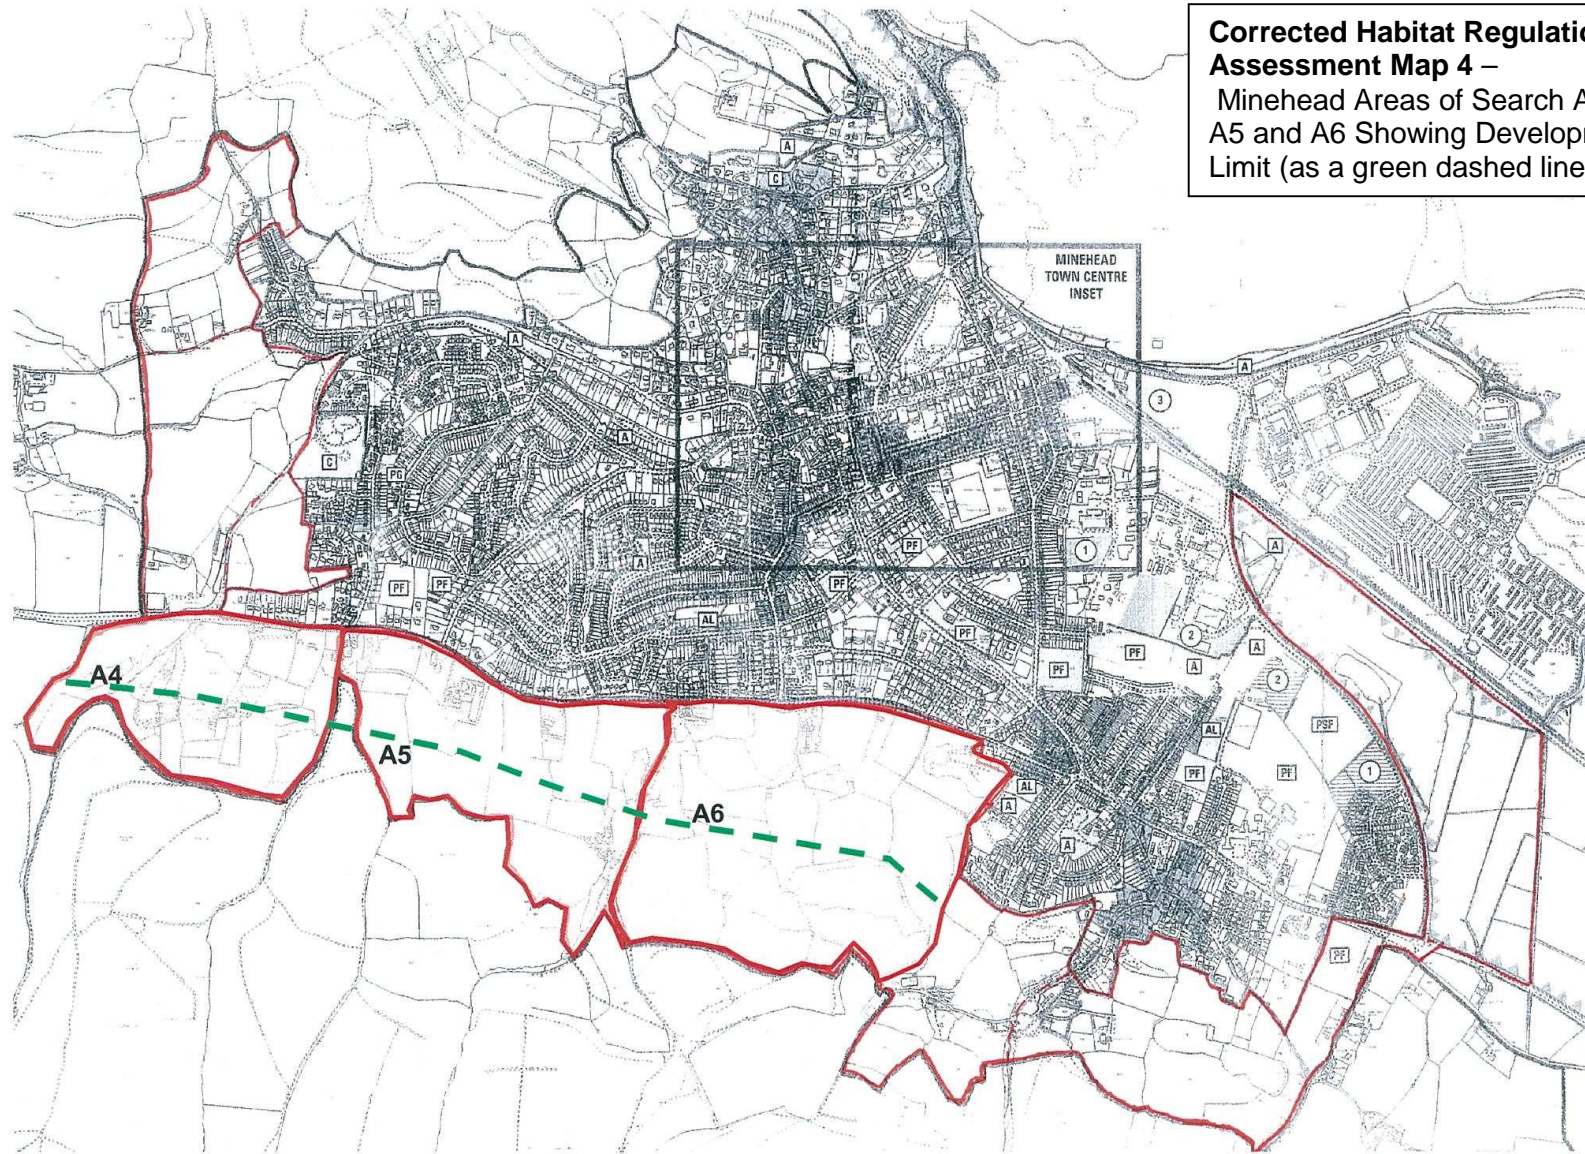 Corrected Habitat Regulatio
Assessment Map 4 –
Minehead Areas of Search A
A5 and A6 Showing Develop
Limit (as a green dashed line
MINEHEAD
TOWN CENTRE
INSET
A
C
A
A
3
A
C
PG
A
PF
1
A
PF
PF
A
PF
AL
PF
PF
PF
2
A
A
2
A4
A5
A6
AL
PSF
PF
PF
1
AL
A
A
PF
PF